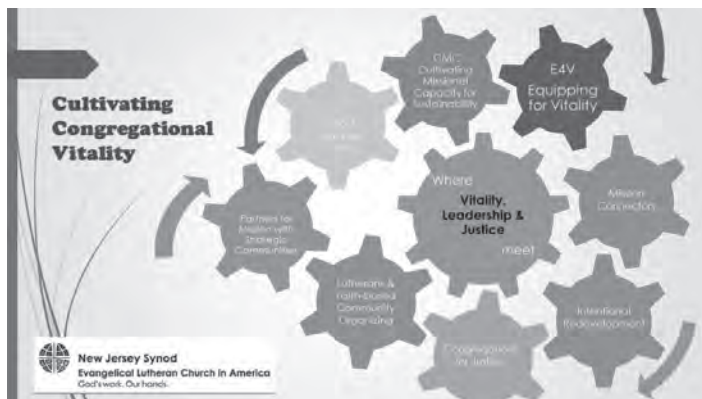 Cultivating
Congregational
Vitality
CMC:
Cultivating
Missional
Capacity for
Sustainability
E4V
Equipping
for Vitality
Where
Vitality,
Leadership &
Justice
meet
Mission
Connectors
Partners for
Mission with
Strategic
Communities
Lutherans &
Faith-based
Community
Organizing
Intentional
Redevelopment
Congregations
for Justice
New Jersey Synod
Evangelical Lutheran Church in America
God's work. Our hands.